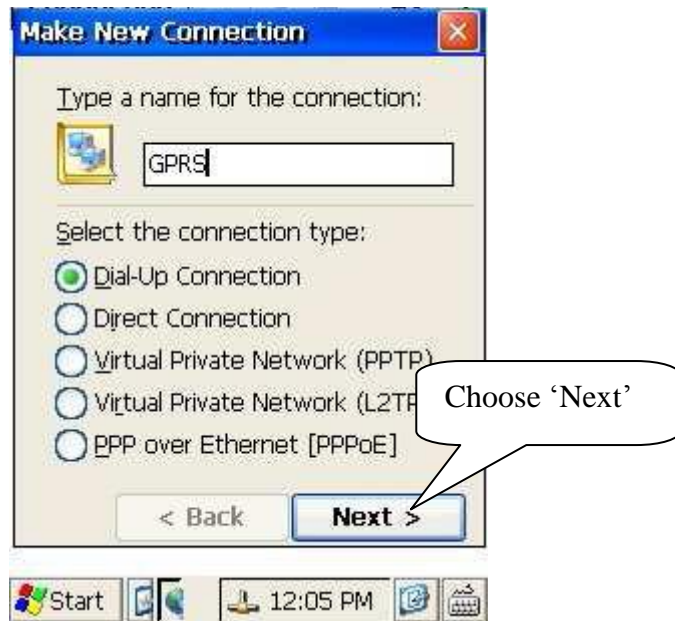 Make New Connection
Type a name for the connection:
GPRS
Select the connection type:
Dial-Up Connection
Direct Connection
Virtual Private Network (PPTP)
Virtual Private Network (L2TP
PPP over Ethernet [PPPoE]
Choose ‘Next’
< Back Next >
Start 12:05 PM